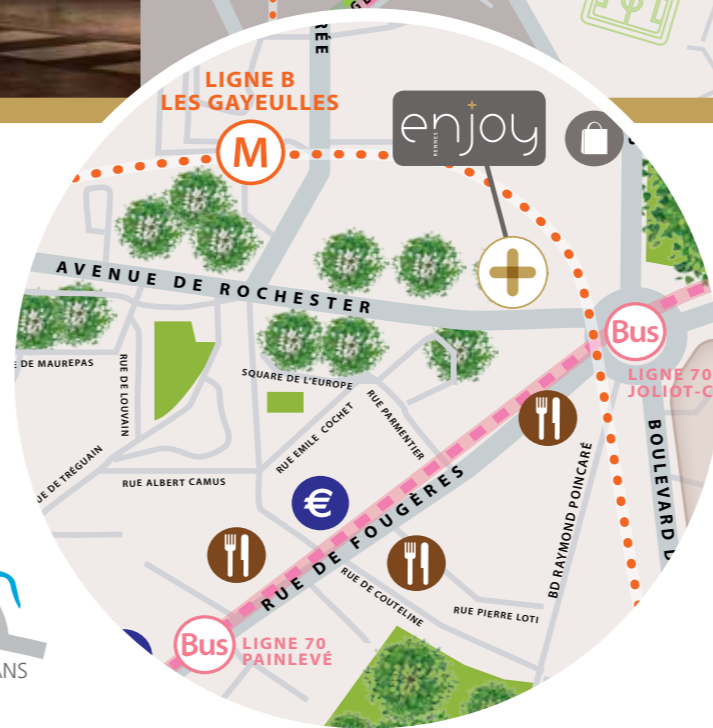 RÉE
LIGNE B
LES GAYEULLES
M
enjoy
RENNES
AVENUE DE ROCHESTER
Bus
LIGNE 70
DE MAUREPAS
RUE DE LOUVAIN
SQUARE DE L'EUROPE
RUE EMILE COCHET
RUE PARMENTIER
BOULEVARD
DE TRÉGUAIN
RUE ALBERT CAMUS
€
RUE DE FOUGÈRES
BD RAYMOND POINCARÉ
RUE DE COUTELINE
RUE PIERRE LOTI
Bus
LIGNE 70
PAINLEVÉ
ANS